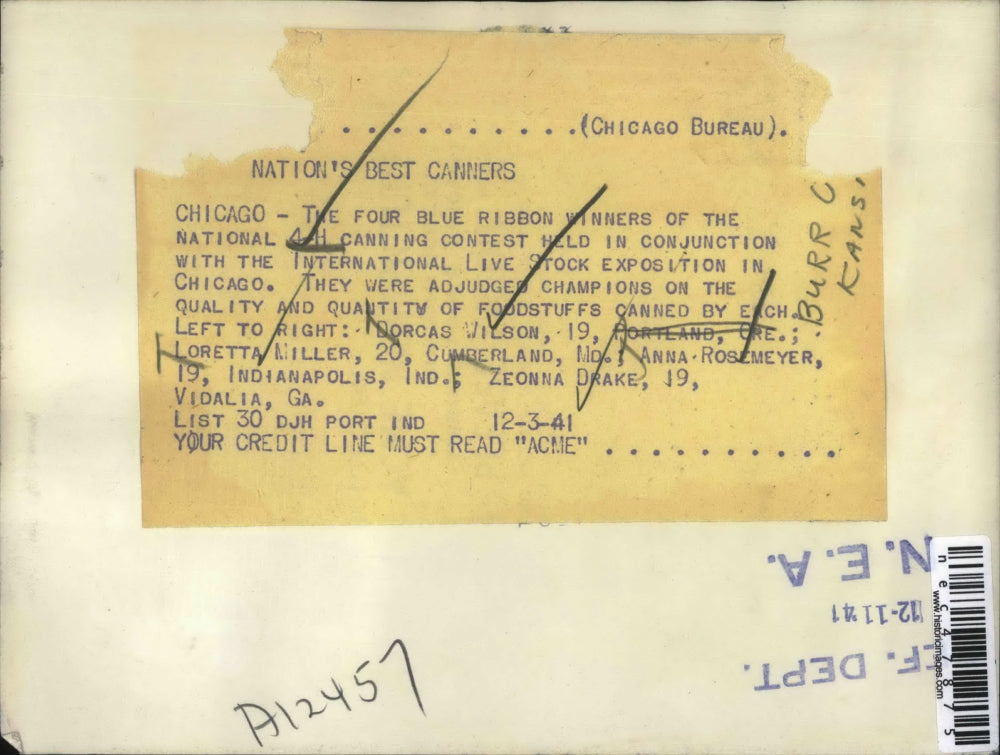 . . . . . . . . . . .(CHICAGO BUREAU).
NATION'S BEST CANNERS
CHICAGO - THE FOUR BLUE RIBBON WINNERS OF THE
NATIONAL 4-H CANNING CONTEST HELD IN CONJUNCTION
WITH THE INTERNATIONAL LIVE STOCK EXPOSITION IN
CHICAGO. THEY WERE ADJUDGED CHAMPIONS ON THE
QUALITY AND QUANTITY OF FOODSTUFFS CANNED BY EACH.
LEFT TO RIGHT: DORCAS WILSON, 19, PORTLAND, ORE.;
LORETTA MILLER, 20, CUMBERLAND, MD.; ANNA ROSEMEYER,
19, INDIANAPOLIS, IND.; ZEONNA DRAKE, 19,
VIDALIA, GA.
LIST 30 DJH PORT IND 12-3-41
YOUR CREDIT LINE MUST READ "ACME" . . . . . . . . . .
KANS.
N.E.A.
12-11 41
F. DEPT.
A12457
www.historicimages.com
nec47875